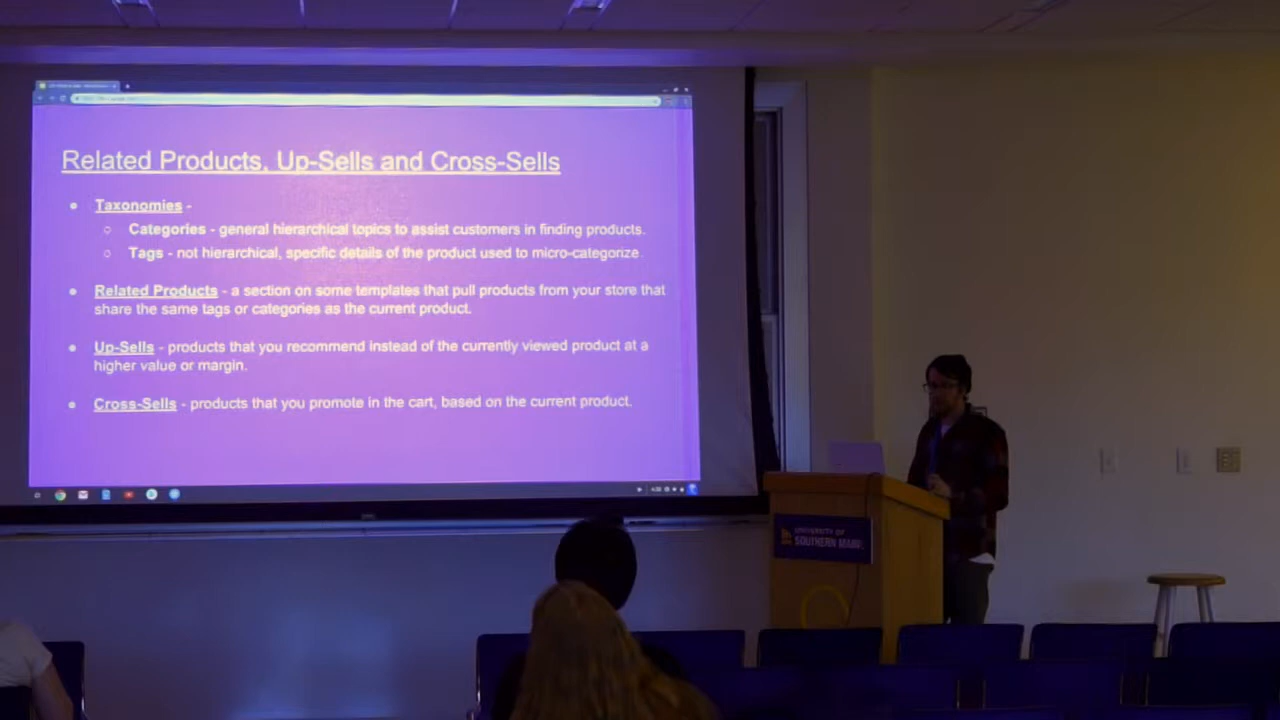 Related Products, Up-Sells and Cross-Sells
Taxonomies -
Categories - general hierarchical topics to assist customers in finding products.
Tags - not hierarchical, specific details of the product used to micro-categorize.
Related Products - a section on some templates that pull products from your store that
share the same tags or categories as the current product.
Up-Sells - products that you recommend instead of the currently viewed product at a
higher value or margin.
Cross-Sells - products that you promote in the cart, based on the current product.
UNIVERSITY OF
SOUTHERN MAINE